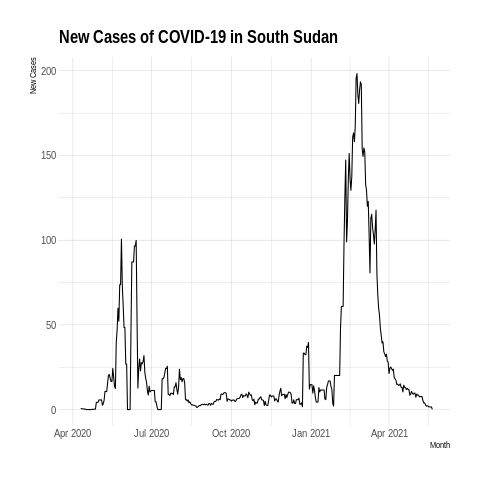 New Cases of COVID-19 in South Sudan
New Cases
200
150
100
50
0
Apr 2020 Jul 2020 Oct 2020 Jan 2021 Apr 2021
Month